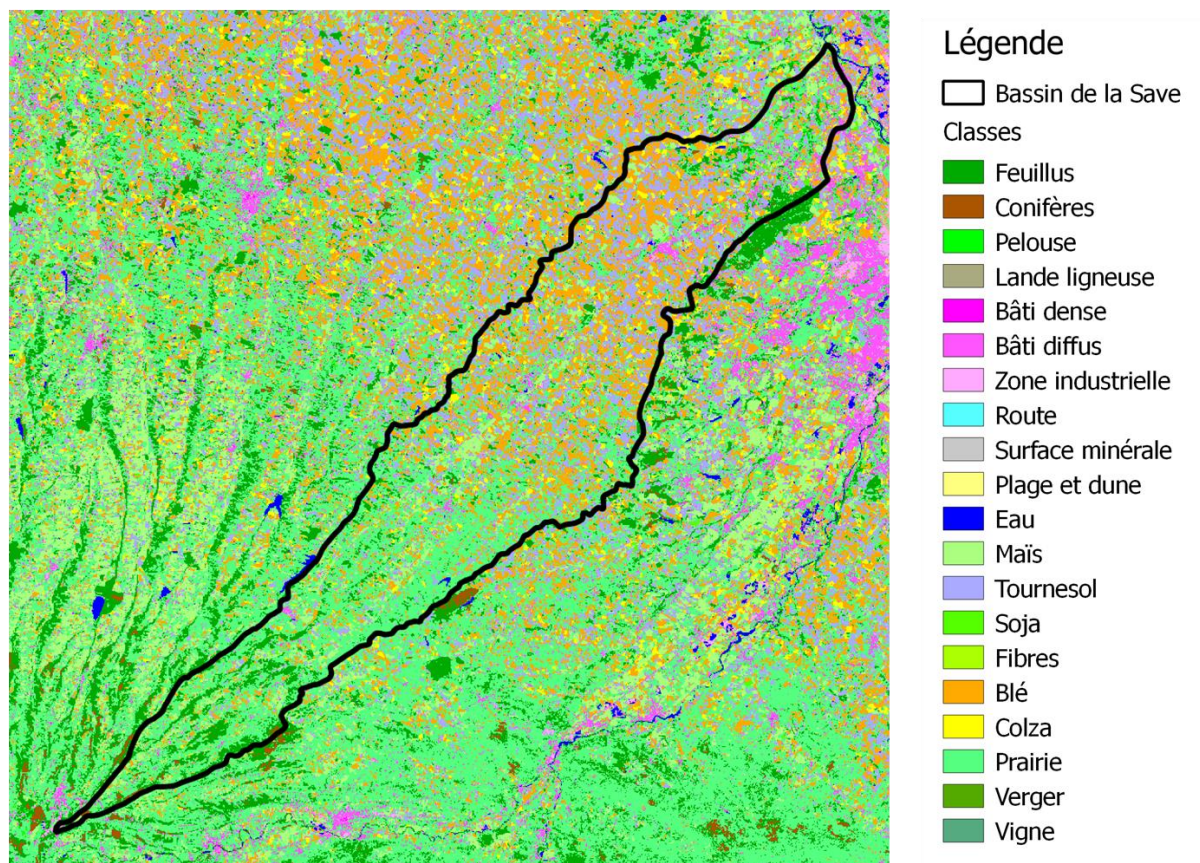 Légende
Bassin de la Save
Classes
Feuillus
Conifères
Pelouse
Lande ligneuse
Bâti dense
Bâti diffus
Zone industrielle
Route
Surface minérale
Plage et dune
Eau
Maïs
Tournesol
Soja
Fibres
Blé
Colza
Prairie
Verger
Vigne